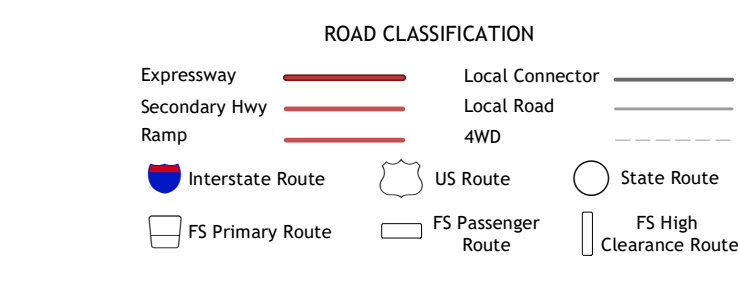 ROAD CLASSIFICATION
Expressway
Local Connector
Secondary Hwy
Local Road
Ramp
4WD
Interstate Route
US Route
State Route
FS Primary Route
FS Passenger
Route
FS High
Clearance Route